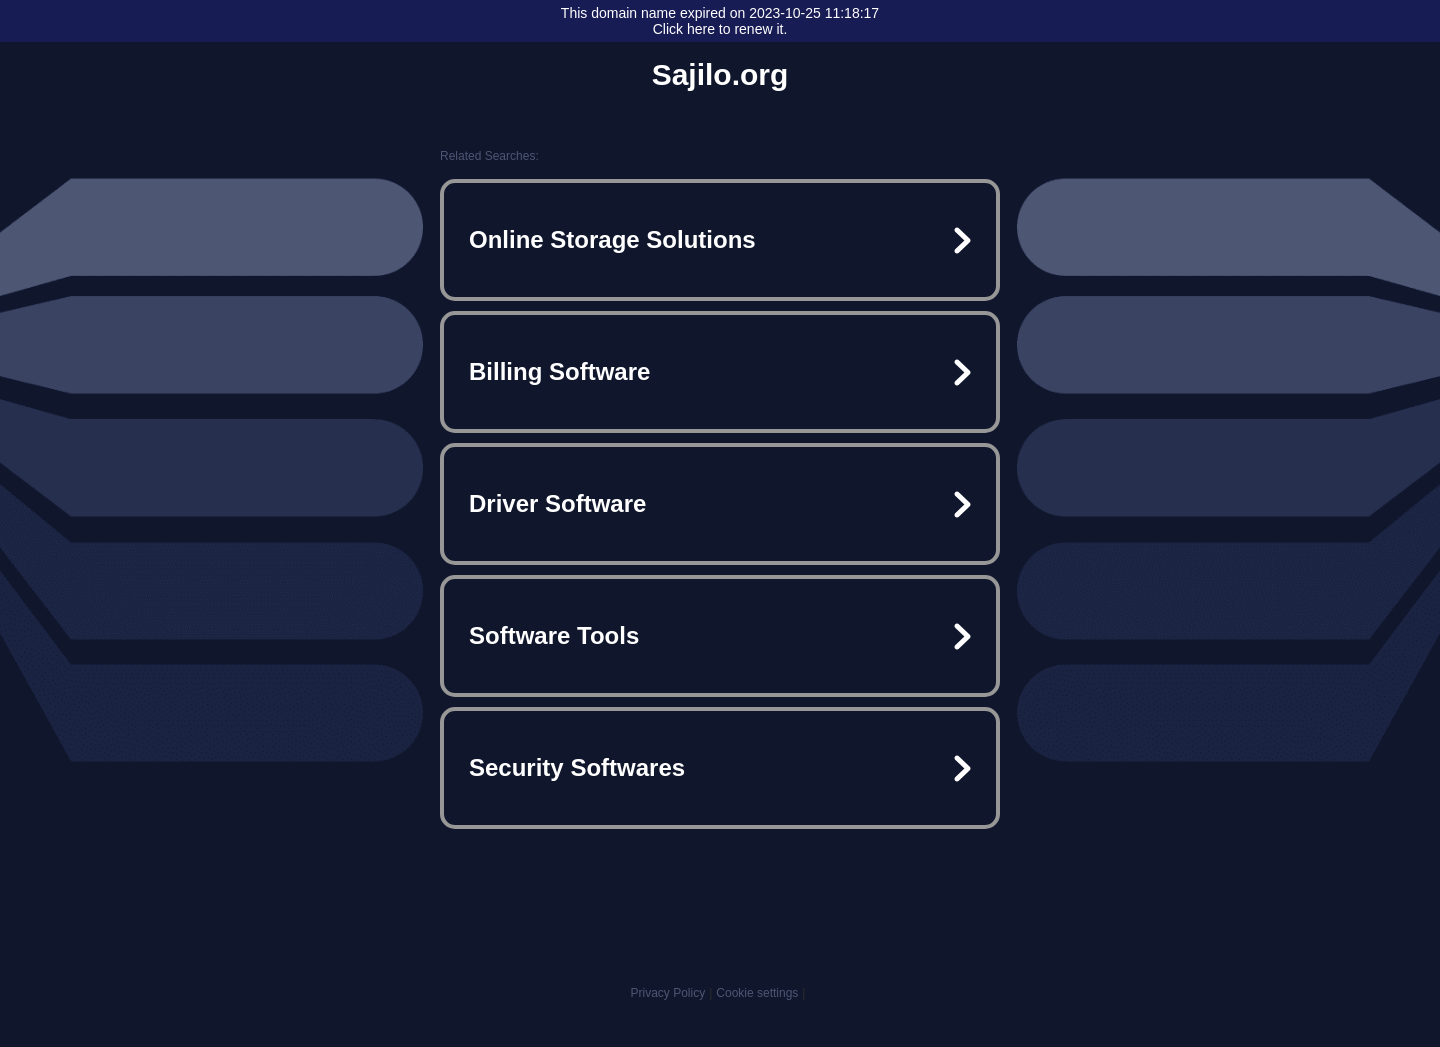 This domain name expired on 2023-10-25 11:18:17
Click here to renew it.
Sajilo.org
Related Searches:
Online Storage Solutions
Billing Software
Driver Software
Software Tools
Security Softwares
Privacy Policy | Cookie settings |